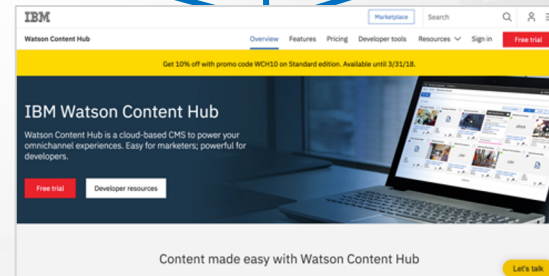 IBM
Marketplace
Search
Watson Content Hub
Overview Features Pricing Developer tools Resources Sign in Free trial
Get 10% off with promo code WCH10 on Standard edition. Available until 3/31/18.
IBM Watson Content Hub
Watson Content Hub is a cloud-based CMS to power your
omnichannel experiences. Easy for marketers; powerful for
developers.
Free trial Developer resources
Content made easy with Watson Content Hub
Let's talk